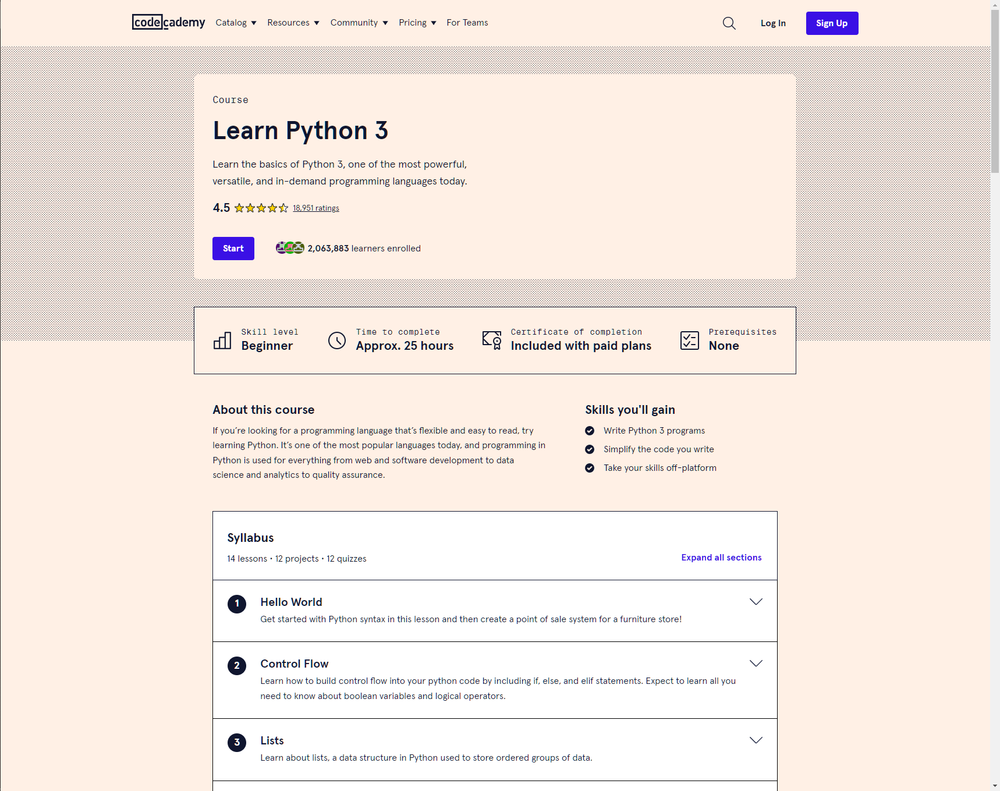 codecademy
Catalog
Resources
Community
Pricing
For Teams
Log In
Sign Up
Course
Learn Python 3
Learn the basics of Python 3, one of the most powerful,
versatile, and in-demand programming languages today.
4.5
18,951 ratings
Start
2,063,883 learners enrolled
Skill level
Beginner
Time to complete
Approx. 25 hours
Certificate of completion
Included with paid plans
Prerequisites
None
About this course
If you’re looking for a programming language that’s flexible and easy to read, try
learning Python. It’s one of the most popular languages today, and programming in
Python is used for everything from web and software development to data
science and analytics to quality assurance.
Skills you'll gain
Write Python 3 programs
Simplify the code you write
Take your skills off-platform
Syllabus
14 lessons • 12 projects • 12 quizzes
Expand all sections
1
Hello World
Get started with Python syntax in this lesson and then create a point of sale system for a furniture store!
2
Control Flow
Learn how to build control flow into your python code by including if, else, and elif statements. Expect to learn all you
need to know about boolean variables and logical operators.
3
Lists
Learn about lists, a data structure in Python used to store ordered groups of data.